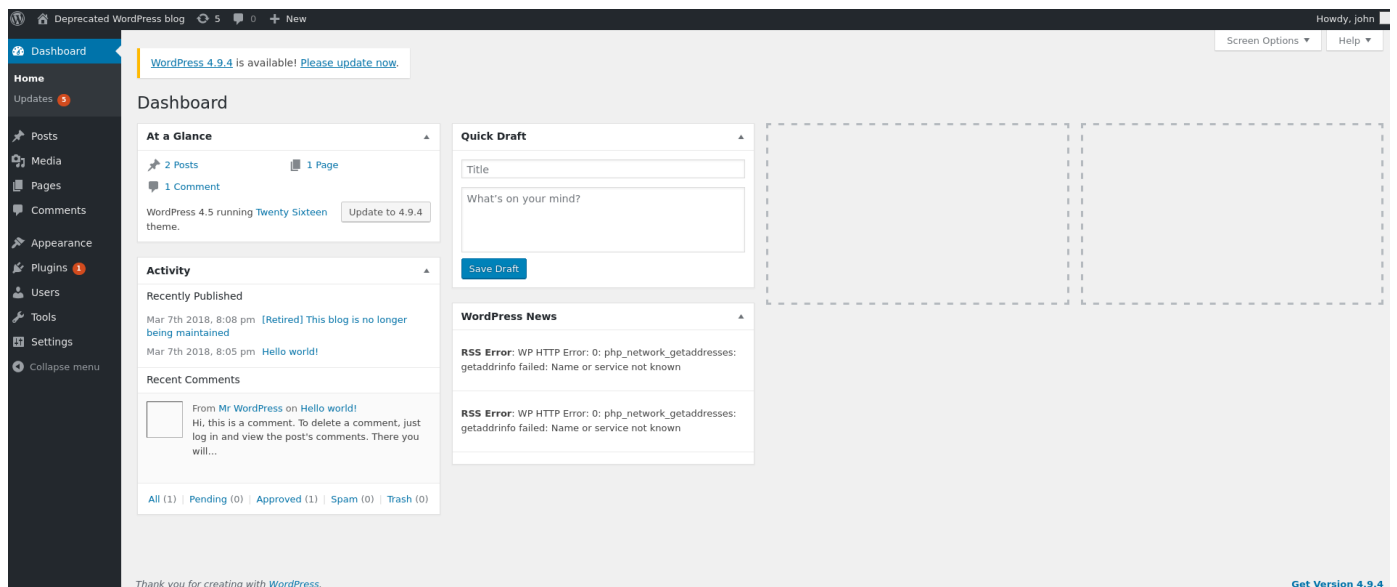 Deprecated WordPress blog 5 0 + New Howdy, john
Dashboard
Home
Updates 5
Posts
Media
Pages
Comments
Appearance
Plugins 1
Users
Tools
Settings
Collapse menu
Screen Options ▼ Help ▼
WordPress 4.9.4 is available! Please update now.
Dashboard
At a Glance
2 Posts 1 Page
1 Comment
WordPress 4.5 running Twenty Sixteen
theme.
Update to 4.9.4
Activity
Recently Published
Mar 7th 2018, 8:08 pm [Retired] This blog is no longer
being maintained
Mar 7th 2018, 8:05 pm Hello world!
Recent Comments
From Mr WordPress on Hello world!
Hi, this is a comment. To delete a comment, just
log in and view the post's comments. There you
will...
All (1) | Pending (0) | Approved (1) | Spam (0) | Trash (0)
Quick Draft
Title
What's on your mind?
Save Draft
WordPress News
RSS Error: WP HTTP Error: 0: php_network_getaddresses:
getaddrinfo failed: Name or service not known
RSS Error: WP HTTP Error: 0: php_network_getaddresses:
getaddrinfo failed: Name or service not known
Thank you for creating with WordPress.
Get Version 4.9.4